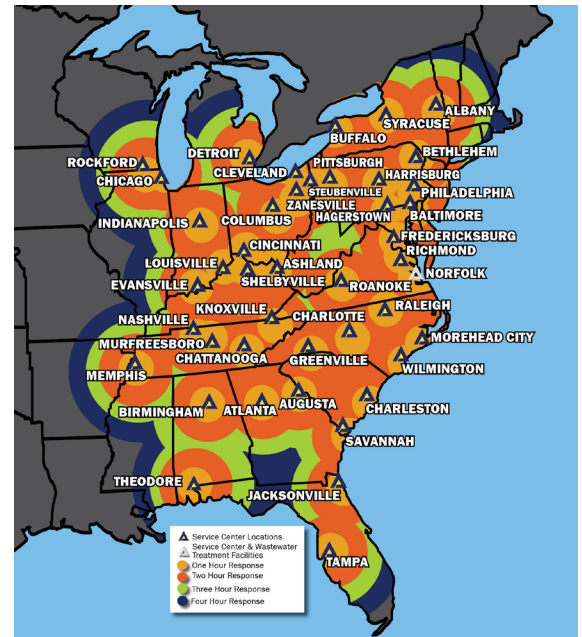 ALBANY
SYRACUSE
BUFFALO
BETHLEHEM
DETROIT
ROCKFORD
CLEVELAND
PITTSBURGH
HARPISBURG
CHICAGO
STEUBENVILLE
PHILADELPHIA
ZANESVILLE
COLUMBUS
HAGERSTOWN
BALTIMORE
INDIANAPOLIS
FREDERICKSBURG
CINCINNATI
RICHMOND
LOUISVILLE
ASHLAND
NORFOLK
EVANSVILLE
SHELBYVILLE
ROANOKE
KNOXVILLE
RALEIGH
NASHVILLE
CHARLOTTE
MURFREESBORO
MOREHEAD CITY
CHATTANOOGA
GREENVILLE
MEMPHIS
WILMINGTON
BIRMINGHAM
ATLANTA
AUGUSTA
CHARLESTON
SAVANNAH
THEODORE
JACKSONVILLE
TAMPA
Service Center Locations
Service Center & Wastewater
Treatment Facilities
One Hour Response
Two Hour Response
Three Hour Response
Four Hour Response